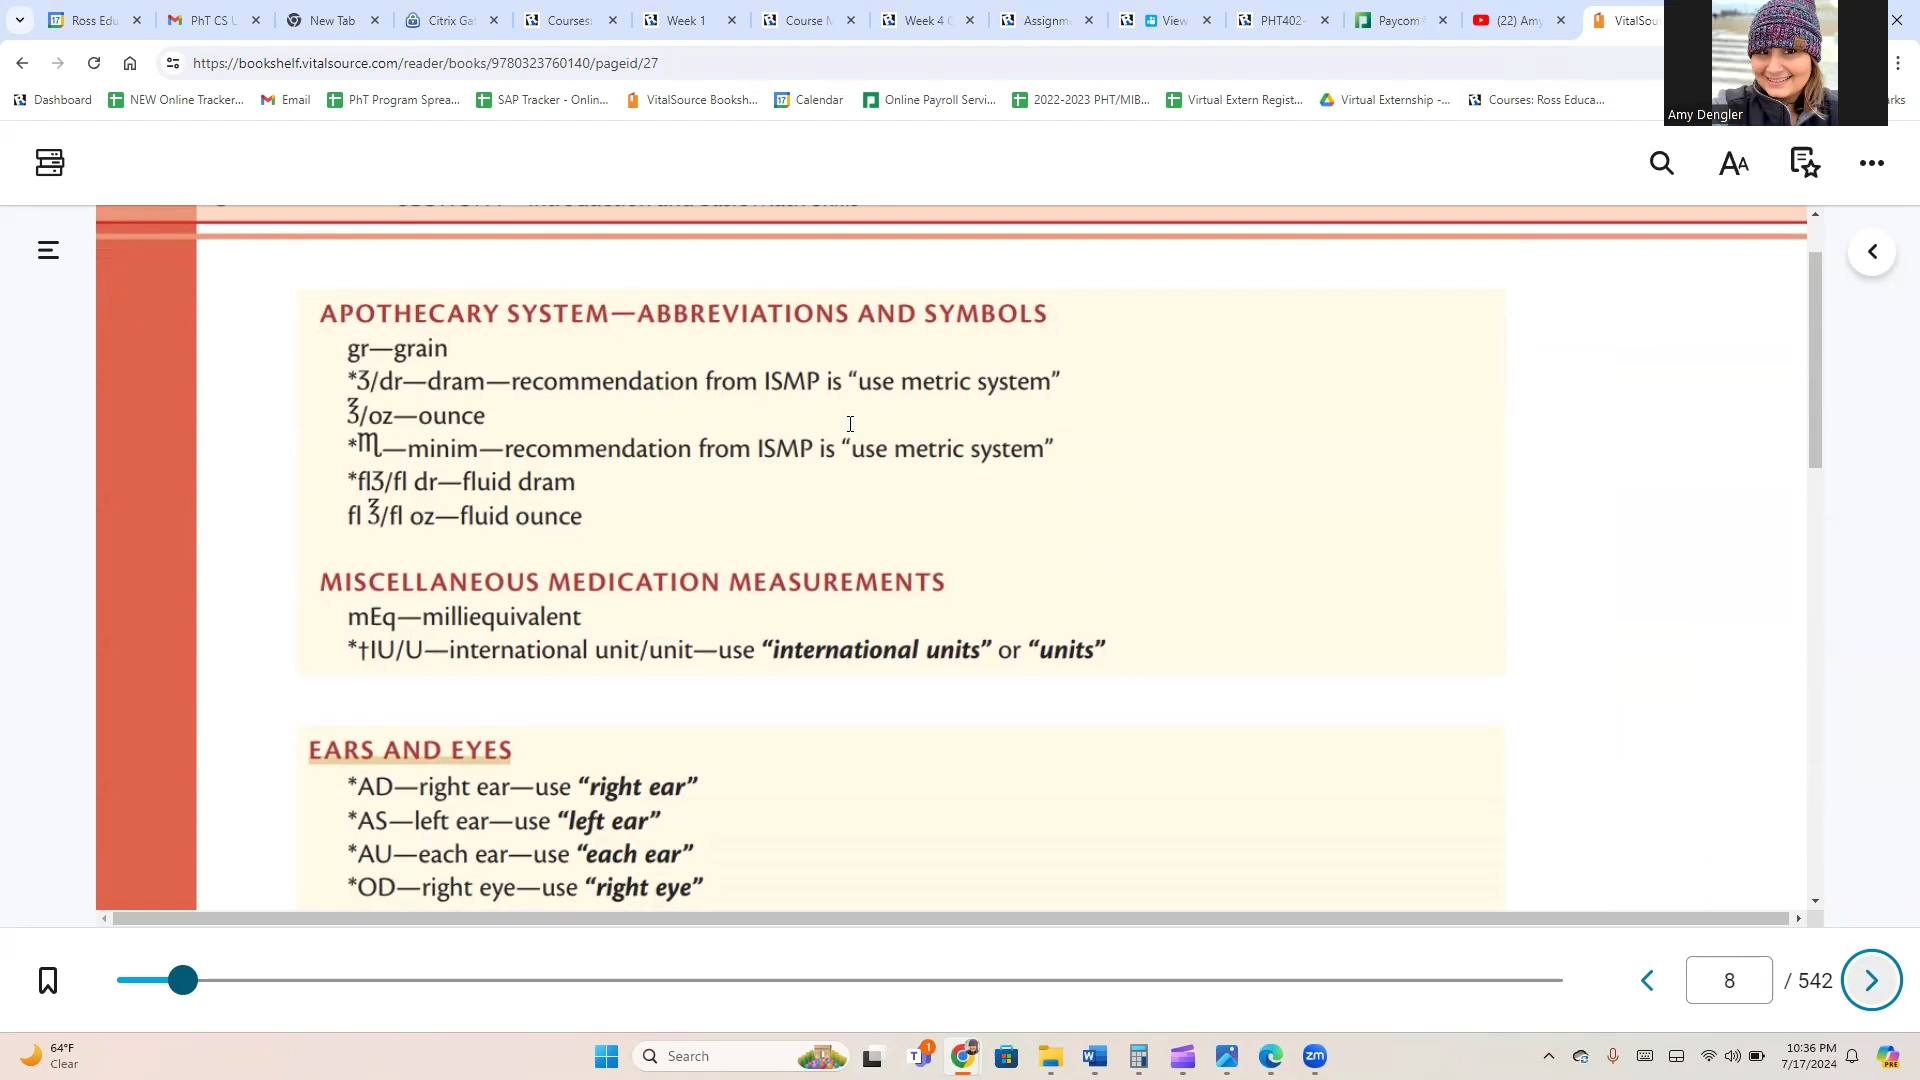 Ross Edu
PhT CS U
New Tab
Citrix Gat
Courses:
Week 1
Course M
Week 4 C
Assignm
View
PHT402-
Paycom
(22) Amy
VitalSou
https://bookshelf.vitalsource.com/reader/books/9780323760140/pageid/27
Dashboard
NEW Online Tracker...
Email
PhT Program Sprea...
SAP Tracker - Onlin...
VitalSource Booksh...
Calendar
Online Payroll Servi...
2022-2023 PHT/MIB...
Virtual Extern Regist...
Virtual Externship -...
Courses: Ross Educa...
Amy Dengler
APOTHECARY SYSTEM—ABBREVIATIONS AND SYMBOLS
gr—grain
*ʒ/dr—dram—recommendation from ISMP is “use metric system”
℥/oz—ounce
*♏—minim—recommendation from ISMP is “use metric system”
*flʒ/fl dr—fluid dram
fl ℥/fl oz—fluid ounce
MISCELLANEOUS MEDICATION MEASUREMENTS
mEq—milliequivalent
*†IU/U—international unit/unit—use “international units” or “units”
EARS AND EYES
*AD—right ear—use “right ear”
*AS—left ear—use “left ear”
*AU—each ear—use “each ear”
*OD—right eye—use “right eye”
8 / 542
64°F
Clear
Search
10:36 PM
7/17/2024